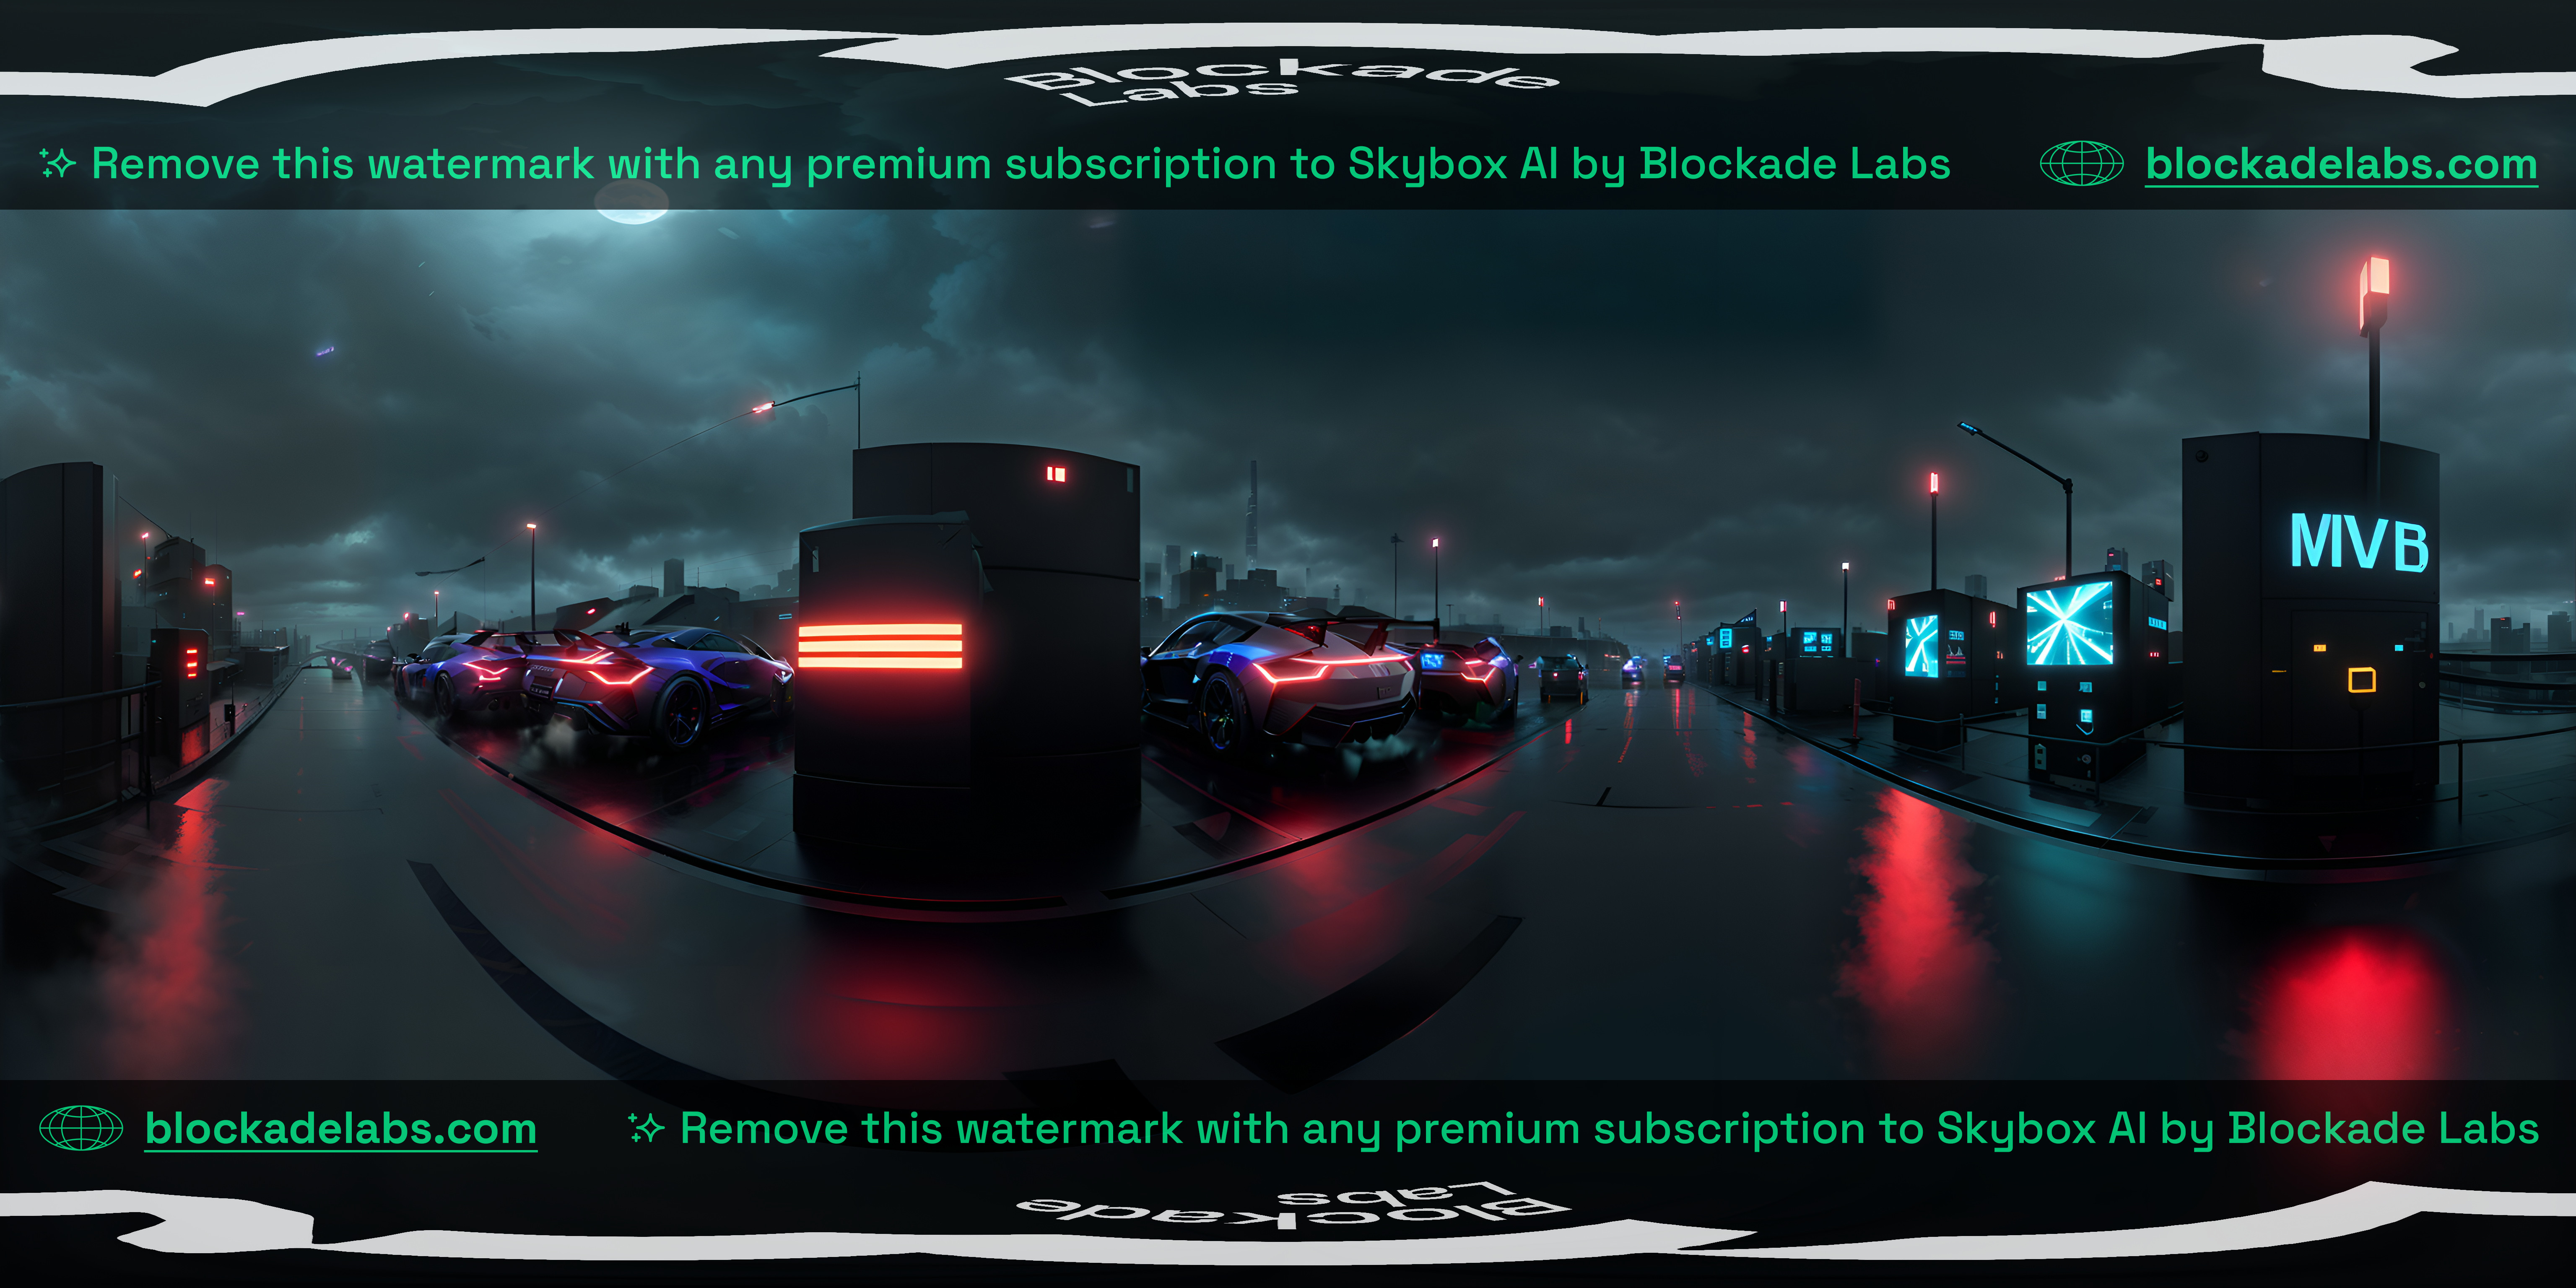 Blockade
Labs
Remove this watermark with any premium subscription to Skybox AI by Blockade Labs
blockadelabs.com
MVB
blockadelabs.com
Remove this watermark with any premium subscription to Skybox AI by Blockade Labs
Labs
Blockade